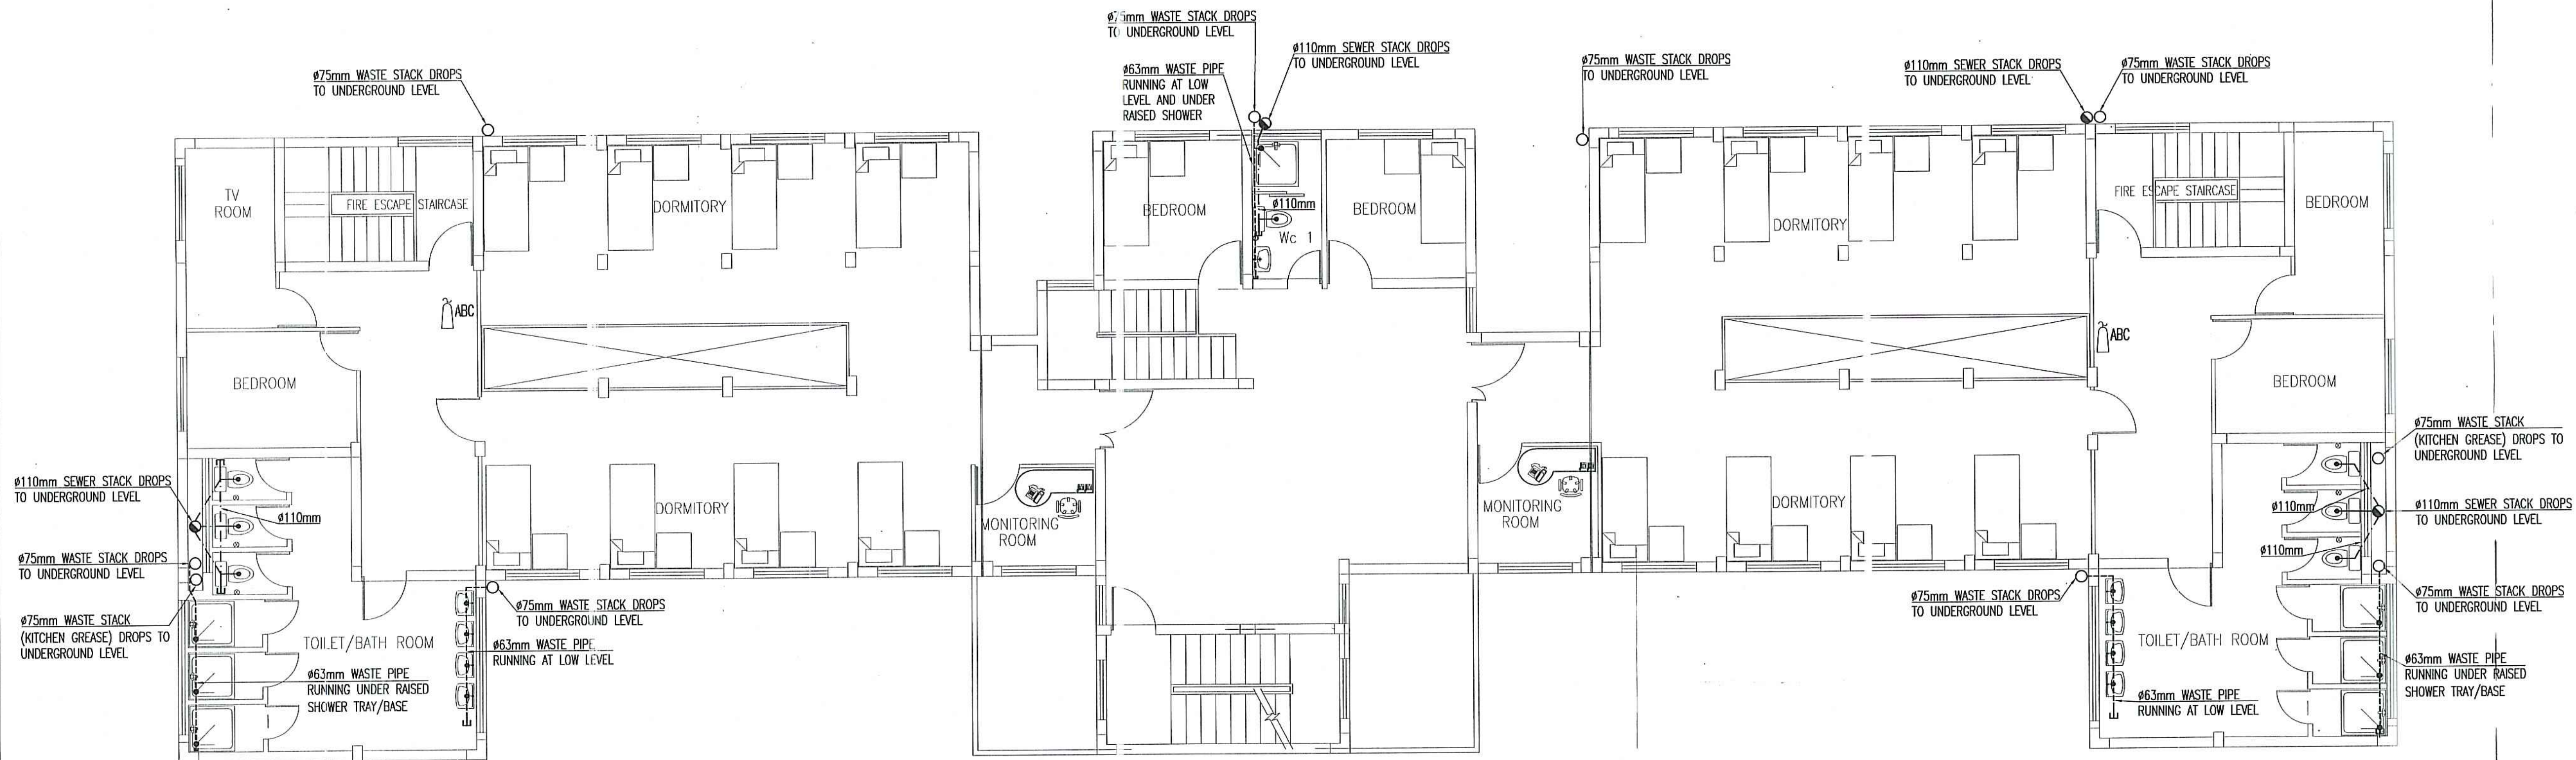 ø75mm WASTE STACK DROPS
TO UNDERGROUND LEVEL
ø75mm WASTE STACK DROPS
TO UNDERGROUND LEVEL
ø110mm SEWER STACK DROPS
TO UNDERGROUND LEVEL
ø63mm WASTE PIPE
RUNNING AT LOW
LEVEL AND UNDER
RAISED SHOWER
ø75mm WASTE STACK DROPS
TO UNDERGROUND LEVEL
ø110mm SEWER STACK DROPS
TO UNDERGROUND LEVEL
ø75mm WASTE STACK DROPS
TO UNDERGROUND LEVEL
TV
ROOM
FIRE ESCAPE STAIRCASE
DORMITORY
BEDROOM
ø110mm
Wc 1
BEDROOM
DORMITORY
FIRE ESCAPE STAIRCASE
BEDROOM
ABC
ABC
BEDROOM
BEDROOM
ø110mm SEWER STACK DROPS
TO UNDERGROUND LEVEL
ø110mm
ø75mm WASTE STACK DROPS
TO UNDERGROUND LEVEL
ø75mm WASTE STACK
(KITCHEN GREASE) DROPS TO
UNDERGROUND LEVEL
TOILET/BATH ROOM
ø63mm WASTE PIPE
RUNNING UNDER RAISED
SHOWER TRAY/BASE
DORMITORY
ø75mm WASTE STACK DROPS
TO UNDERGROUND LEVEL
ø63mm WASTE PIPE
RUNNING AT LOW LEVEL
MONITORING
ROOM
MONITORING
ROOM
DORMITORY
ø75mm WASTE STACK DROPS
TO UNDERGROUND LEVEL
ø110mm
ø110mm
TOILET/BATH ROOM
ø63mm WASTE PIPE
RUNNING AT LOW LEVEL
ø75mm WASTE STACK
(KITCHEN GREASE) DROPS TO
UNDERGROUND LEVEL
ø110mm SEWER STACK DROPS
TO UNDERGROUND LEVEL
ø75mm WASTE STACK DROPS
TO UNDERGROUND LEVEL
ø63mm WASTE PIPE
RUNNING UNDER RAISED
SHOWER TRAY/BASE